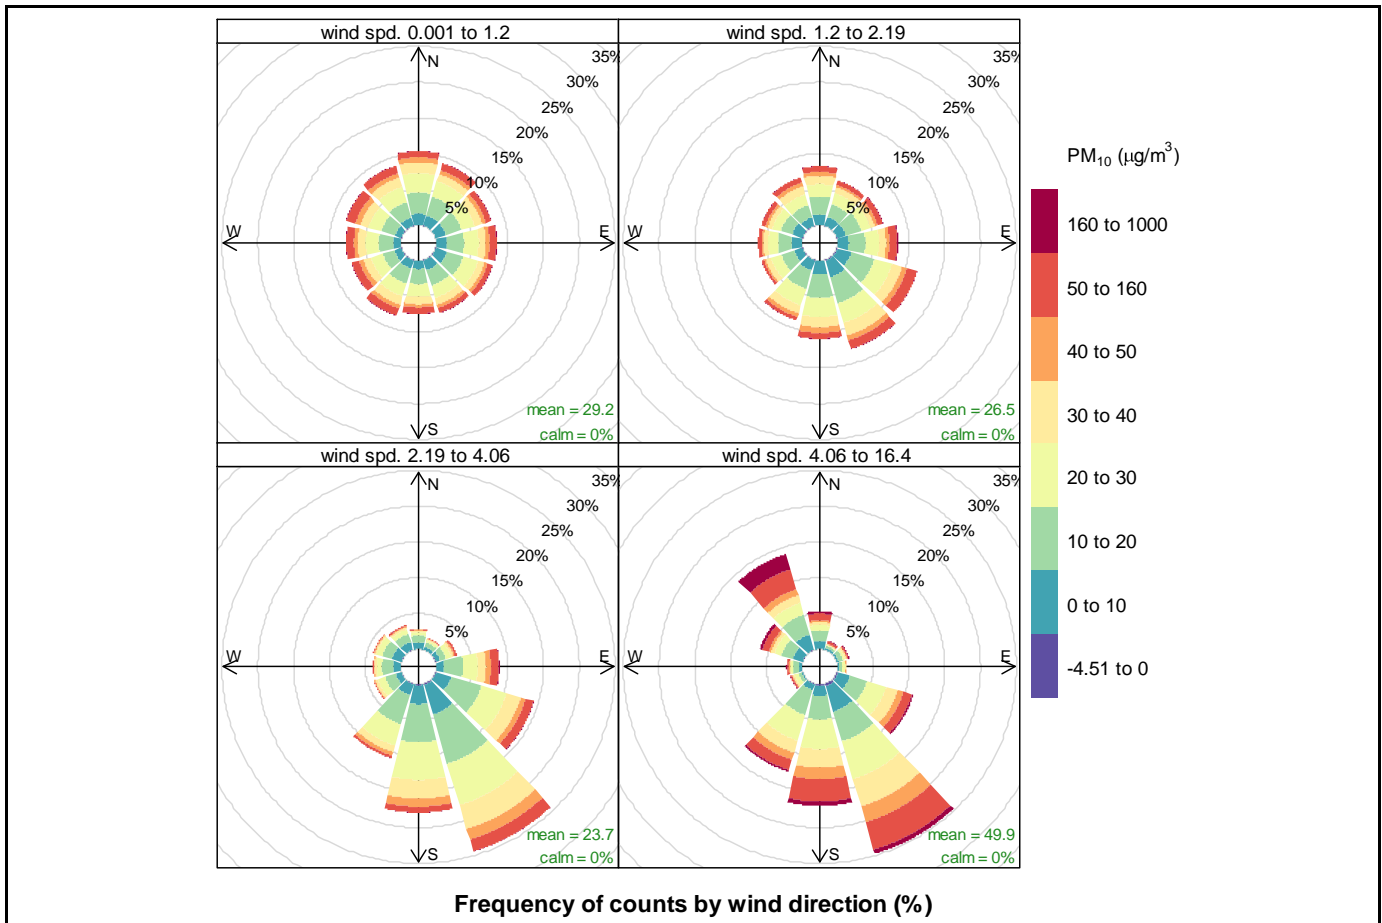 wind spd. 0.001 to 1.2
35%
30%
25%
20%
15%
10%
5%
N
W
E
S
mean = 29.2
calm = 0%
wind spd. 1.2 to 2.19
35%
30%
25%
20%
15%
10%
5%
N
W
E
S
mean = 26.5
calm = 0%
wind spd. 2.19 to 4.06
35%
30%
25%
20%
15%
10%
5%
N
W
E
S
mean = 23.7
calm = 0%
wind spd. 4.06 to 16.4
35%
30%
25%
20%
15%
10%
5%
N
W
E
S
mean = 49.9
calm = 0%
PM₁₀ (μg/m³)
160 to 1000
50 to 160
40 to 50
30 to 40
20 to 30
10 to 20
0 to 10
-4.51 to 0
Frequency of counts by wind direction (%)